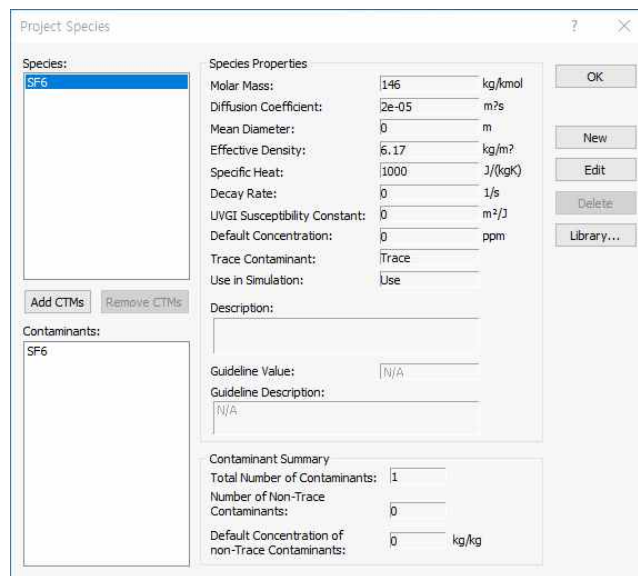 Project Species
?
Species:
SF6
Add CTMs
Remove CTMs
Contaminants:
SF6
Species Properties
Molar Mass: 146 kg/kmol
Diffusion Coefficient: 2e-05 m?s
Mean Diameter: 0 m
Effective Density: 6.17 kg/m?
Specific Heat: 1000 J/(kgK)
Decay Rate: 0 1/s
UVGI Susceptibility Constant: 0 m²/J
Default Concentration: 0 ppm
Trace Contaminant: Trace
Use in Simulation: Use
Description:
Guideline Value: N/A
Guideline Description:
N/A
Contaminant Summary
Total Number of Contaminants: 1
Number of Non-Trace
Contaminants: 0
Default Concentration of
non-Trace Contaminants: 0 kg/kg
OK
New
Edit
Delete
Library...